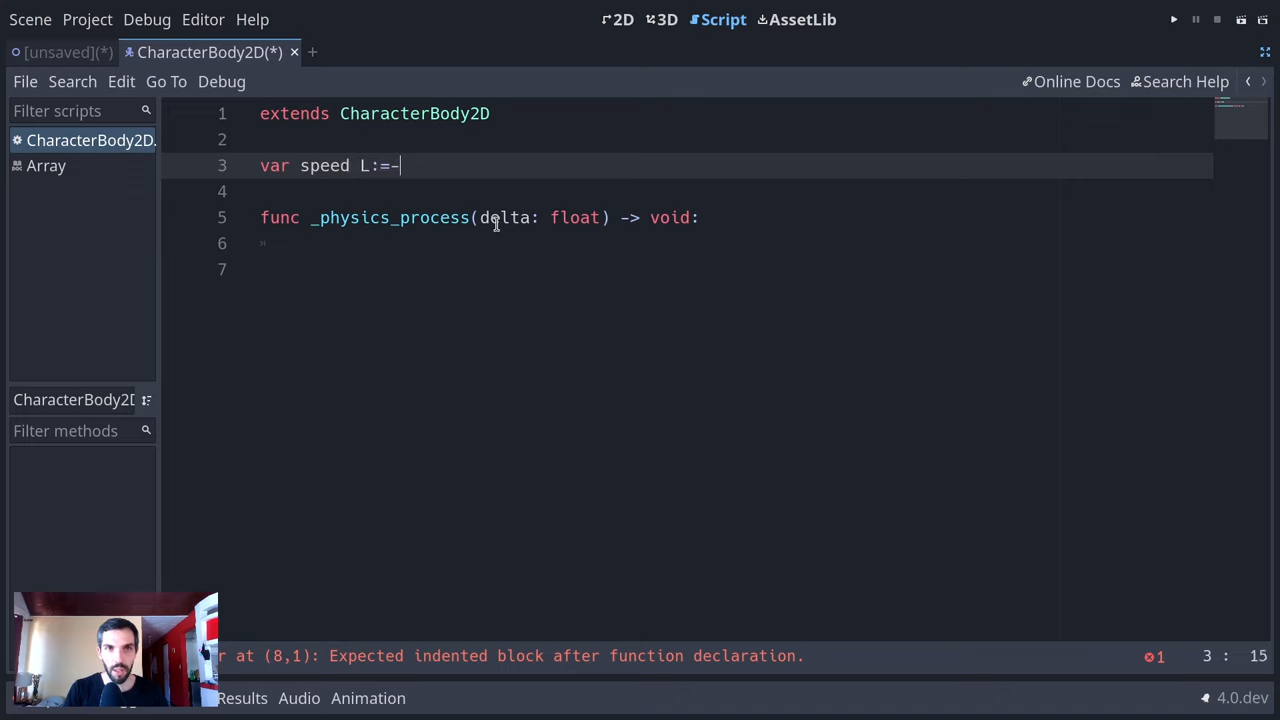 Scene Project Debug Editor Help 2D 3D Script AssetLib
[unsaved](*) CharacterBody2D(*)
File Search Edit Go To Debug Online Docs Search Help
Filter scripts
CharacterBody2D.
Array
CharacterBody2D
Filter methods
1 extends CharacterBody2D
2
3 var speed L:=-
4
5 func _physics_process(delta: float) -> void:
6
7
r at (8,1): Expected indented block after function declaration. 1 3 : 15
Results Audio Animation 4.0.dev